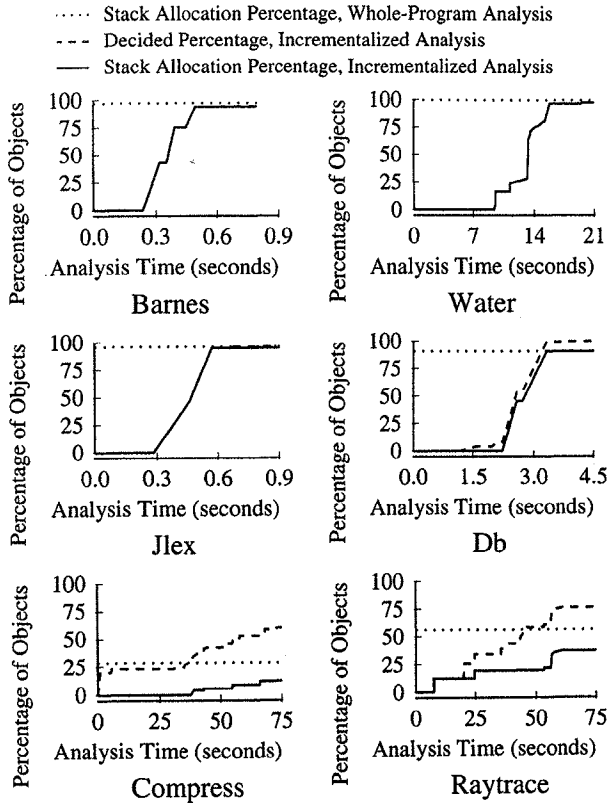 Stack Allocation Percentage, Whole-Program Analysis
Decided Percentage, Incrementalized Analysis
Stack Allocation Percentage, Incrementalized Analysis
Percentage of Objects
100
75
50
25
0
0.0 0.3 0.6 0.9
Analysis Time (seconds)
Barnes
Percentage of Objects
100
75
50
25
0
0 7 14 21
Analysis Time (seconds)
Water
Percentage of Objects
100
75
50
25
0
0.0 0.3 0.6 0.9
Analysis Time (seconds)
Jlex
Percentage of Objects
100
75
50
25
0
0.0 1.5 3.0 4.5
Analysis Time (seconds)
Db
Percentage of Objects
100
75
50
25
0
0 25 50 75
Analysis Time (seconds)
Compress
Percentage of Objects
100
75
50
25
0
0 25 50 75
Analysis Time (seconds)
Raytrace